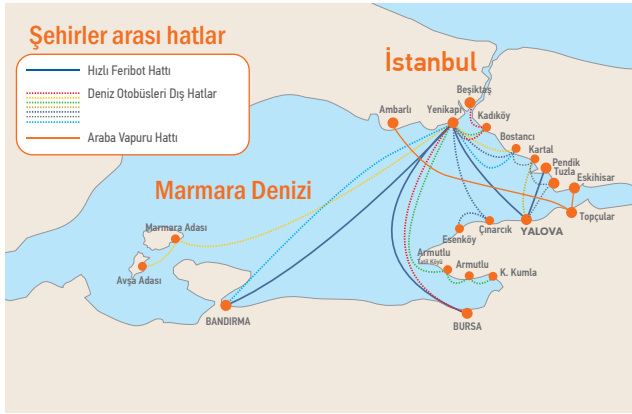 Şehirler arası hatlar
Hızlı Feribot Hattı
Deniz Otobüsleri Dış Hatlar
Araba Vapuru Hattı
İstanbul
Beşiktaş
Ambarlı
Yenikapı
Kadıköy
Bostancı
Kartal
Pendik
Tuzla
Eskihisar
Marmara Denizi
Topçular
YALOVA
Marmara Adası
Çınarcık
Esenköy
Avşa Adası
Armutlu
Tatil Köyü
Armutlu
K. Kumla
BANDIRMA
BURSA